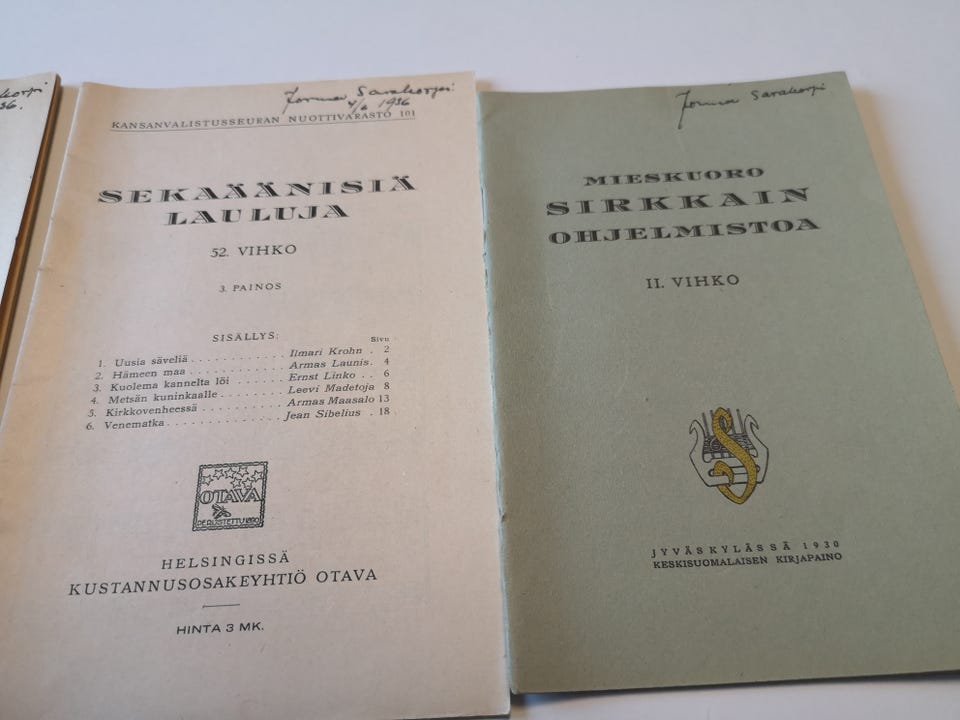 korpi
36.
Jorma Sarakorpi
4/6 1936
KANSANVALISTUSSEURAN NUOTTIVARASTO 101
SEKAÄÄNISIÄ
LAULUJA
52. VIHKO
3. PAINOS
SISÄLLYS:
Sivu
1. Uusia säveliä . . . . . . . . . . . . Ilmari Krohn . 2
2. Hämeen maa . . . . . . . . . . . . Armas Launis . 4
3. Kuolema kannelta löi . . . . . . Ernst Linko . . 6
4. Metsän kuninkaalle . . . . . . . . Leevi Madetoja 8
5. Kirkkovenheessä . . . . . . . . . . Armas Maasalo 13
6. Venematka . . . . . . . . . . . . . . Jean Sibelius . 18
OTAVA
PERUSTETTU 1890
HELSINGISSÄ
KUSTANNUSOSAKEYHTIÖ OTAVA
HINTA 3 MK.
Jorma Sarakorpi
MIESKUORO
SIRKKAIN
OHJELMISTOA
II. VIHKO
S
JYVÄSKYLÄSSÄ 1930
KESKISUOMALAISEN KIRJAPAINO